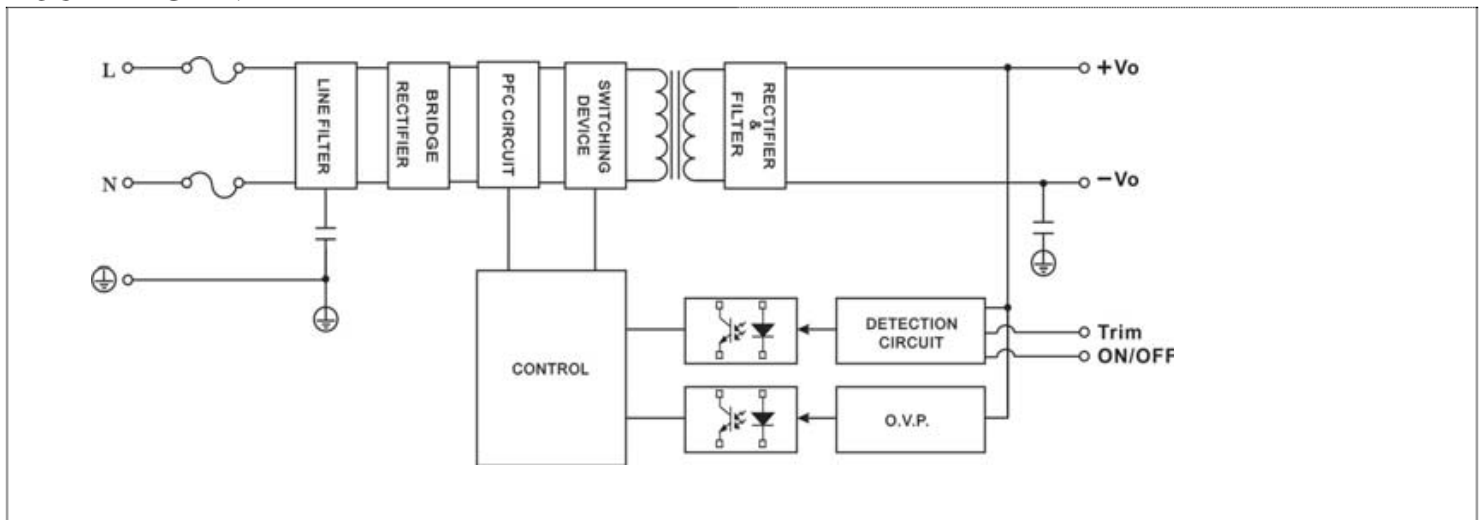 L
N
LINE FILTER
BRIDGE
RECTIFIER
PFC CIRCUIT
SWITCHING
DEVICE
RECTIFIER
&
FILTER
+Vo
−Vo
CONTROL
DETECTION
CIRCUIT
Trim
ON/OFF
O.V.P.